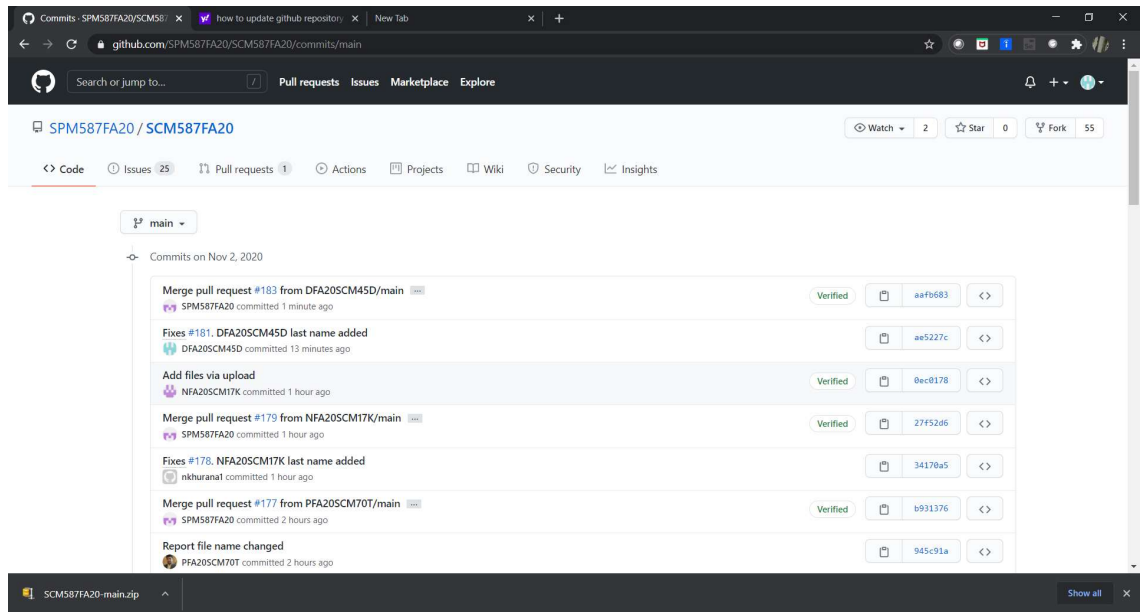 Commits · SPM587FA20/SCM587
how to update github repository
New Tab
github.com/SPM587FA20/SCM587FA20/commits/main
Search or jump to... /
Pull requests Issues Marketplace Explore
SPM587FA20 / SCM587FA20
Watch 2 Star 0 Fork 55
Code Issues 25 Pull requests 1 Actions Projects Wiki Security Insights
main
Commits on Nov 2, 2020
Merge pull request #183 from DFA20SCM45D/main ...
SPM587FA20 committed 1 minute ago
Verified aafb683
Fixes #181. DFA20SCM45D last name added
DFA20SCM45D committed 13 minutes ago
ae5227c
Add files via upload
NFA20SCM17K committed 1 hour ago
Verified 0ec0178
Merge pull request #179 from NFA20SCM17K/main ...
SPM587FA20 committed 1 hour ago
Verified 27f52d6
Fixes #178. NFA20SCM17K last name added
nkhurana1 committed 1 hour ago
34170a5
Merge pull request #177 from PFA20SCM70T/main ...
SPM587FA20 committed 2 hours ago
Verified b931376
Report file name changed
PFA20SCM70T committed 2 hours ago
945c91a
SCM587FA20-main.zip
Show all